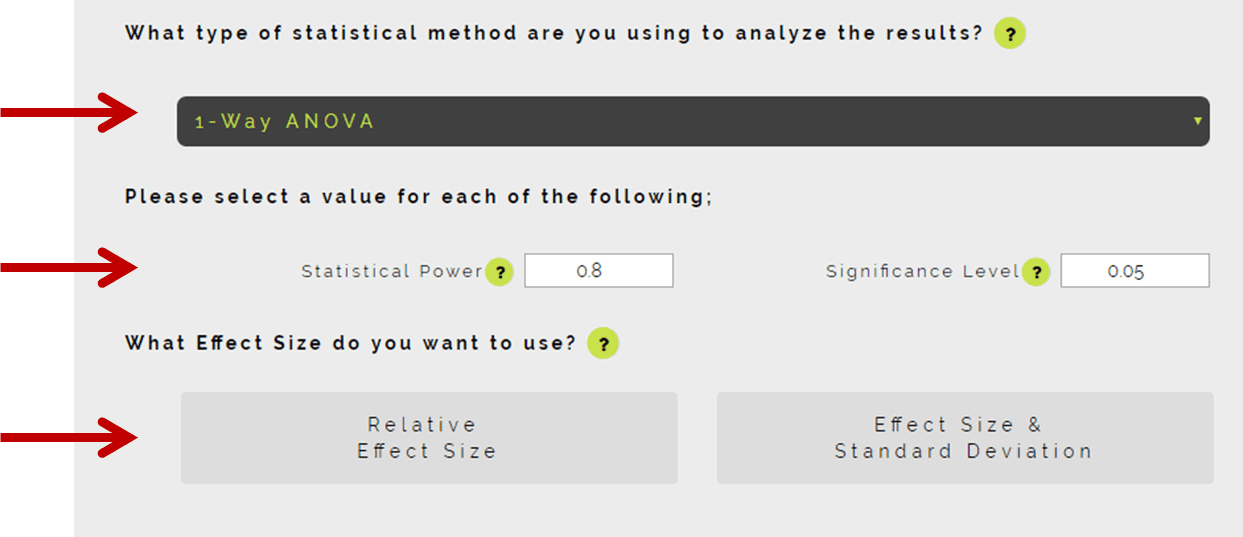 What type of statistical method are you using to analyze the results? ?
1-Way ANOVA
Please select a value for each of the following;
Statistical Power ? 0.8 Significance Level ? 0.05
What Effect Size do you want to use? ?
Relative
Effect Size
Effect Size &
Standard Deviation